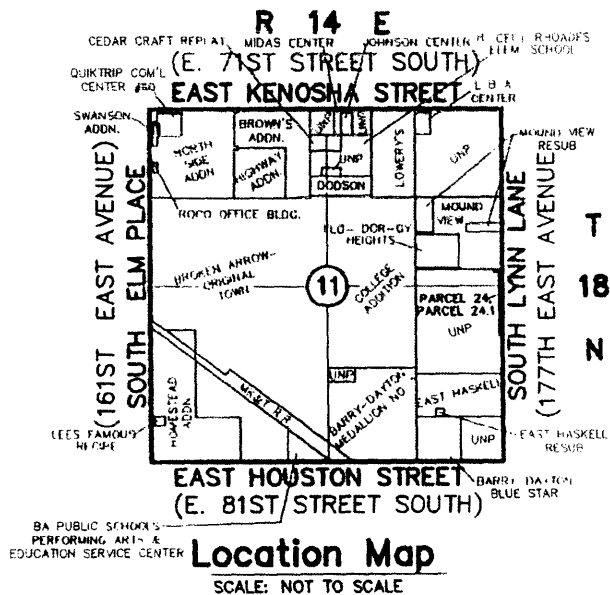 R 14 E
CEDAR CRAFT REPLAT
MIDAS CENTER
JOHNSON CENTER
H. CECIL RHOADES
ELEM. SCHOOL
(E. 71ST STREET SOUTH)
QUIKTRIP COM'L
CENTER #60
EAST KENOSHA STREET
CENTER
SWANSON
ADDN.
BROWN'S
ADDN.
NORTH
SIDE
ADDN
HIGHWAY
ADDN.
UNP
DODSON
LOWERY'S
UNP
MOUND VIEW
RESUB
ROCO OFFICE BLDG.
FLO- DOR-GY
HEIGHTS
MOUND
VIEW
(161ST EAST AVENUE)
SOUTH ELM PLACE
SOUTH LYNN LANE
(177TH EAST AVENUE)
T
18
N
BROKEN ARROW-
ORIGINAL
TOWN
11
COLLEGE
ADDITION
PARCEL 24,
PARCEL 24.1
UNP
UNP
MK&T R.R.
HOMESTEAD
ADDN.
BARRY-DAYTON
MEDALLION NO.
EAST HASKELL
LEES FAMOUS
RECIPE
UNP
EAST HASKELL
RESUB
EAST HOUSTON STREET
(E. 81ST STREET SOUTH)
BARRY DAYTON
BLUE STAR
BA PUBLIC SCHOOLS
PERFORMING ARTS &
EDUCATION SERVICE CENTER
Location Map
SCALE: NOT TO SCALE